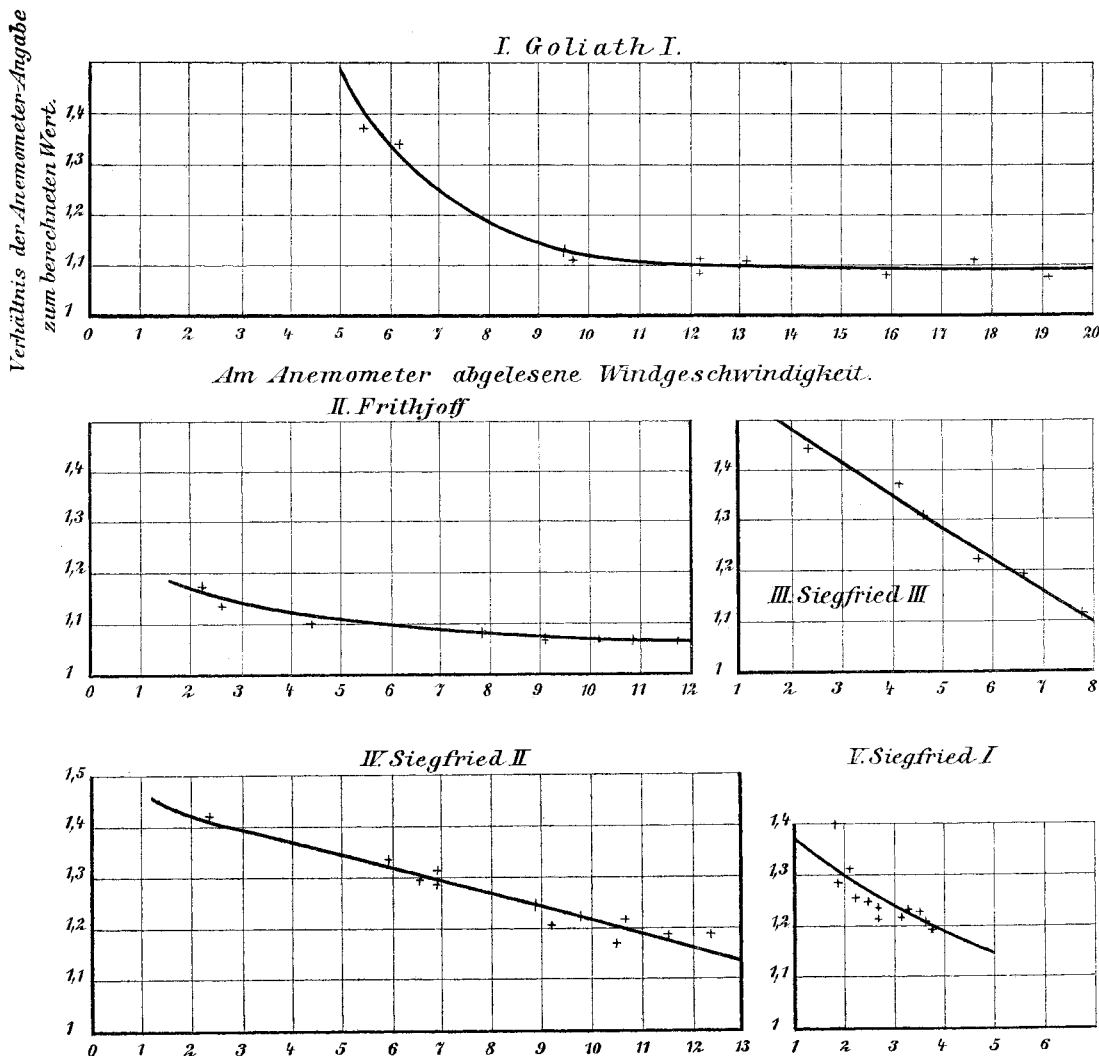 Verhältnis der Anemometer-Angabe
zum berechneten Wert.
I. Goliath I.
1,4
1,3
1,2
1,1
1
0 1 2 3 4 5 6 7 8 9 10 11 12 13 14 15 16 17 18 19 20
Am Anemometer abgelesene Windgeschwindigkeit.
II. Frithjoff
1,4
1,3
1,2
1,1
1
0 1 2 3 4 5 6 7 8 9 10 11 12
III. Siegfried III
1,4
1,3
1,2
1,1
1
1 2 3 4 5 6 7 8
IV. Siegfried II
1,5
1,4
1,3
1,2
1,1
1
0 1 2 3 4 5 6 7 8 9 10 11 12 13
V. Siegfried I
1,4
1,3
1,2
1,1
1
1 2 3 4 5 6